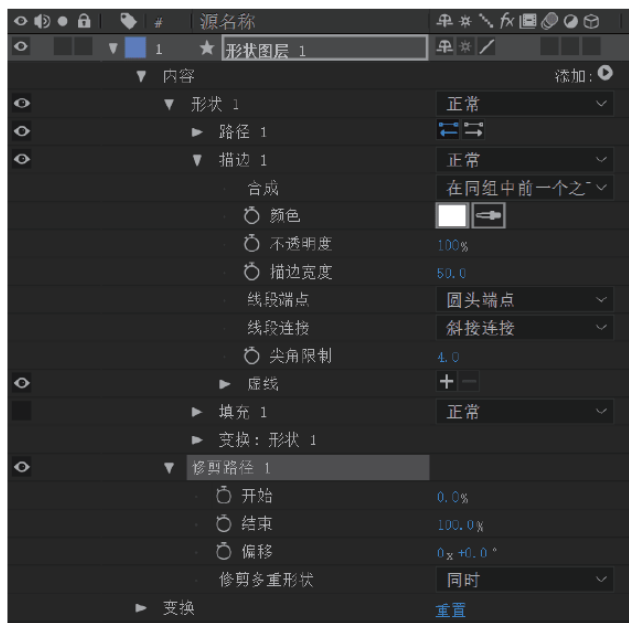 # 源名称
1 形状图层 1
内容 添加:
形状 1 正常
路径 1
描边 1 正常
合成 在同组中前一个之
颜色
不透明度 100%
描边宽度 50.0
线段端点 圆头端点
线段连接 斜接连接
尖角限制 4.0
虚线
填充 1 正常
变换: 形状 1
修剪路径 1
开始 0.0%
结束 100.0%
偏移 0x+0.0°
修剪多重形状 同时
变换 重置